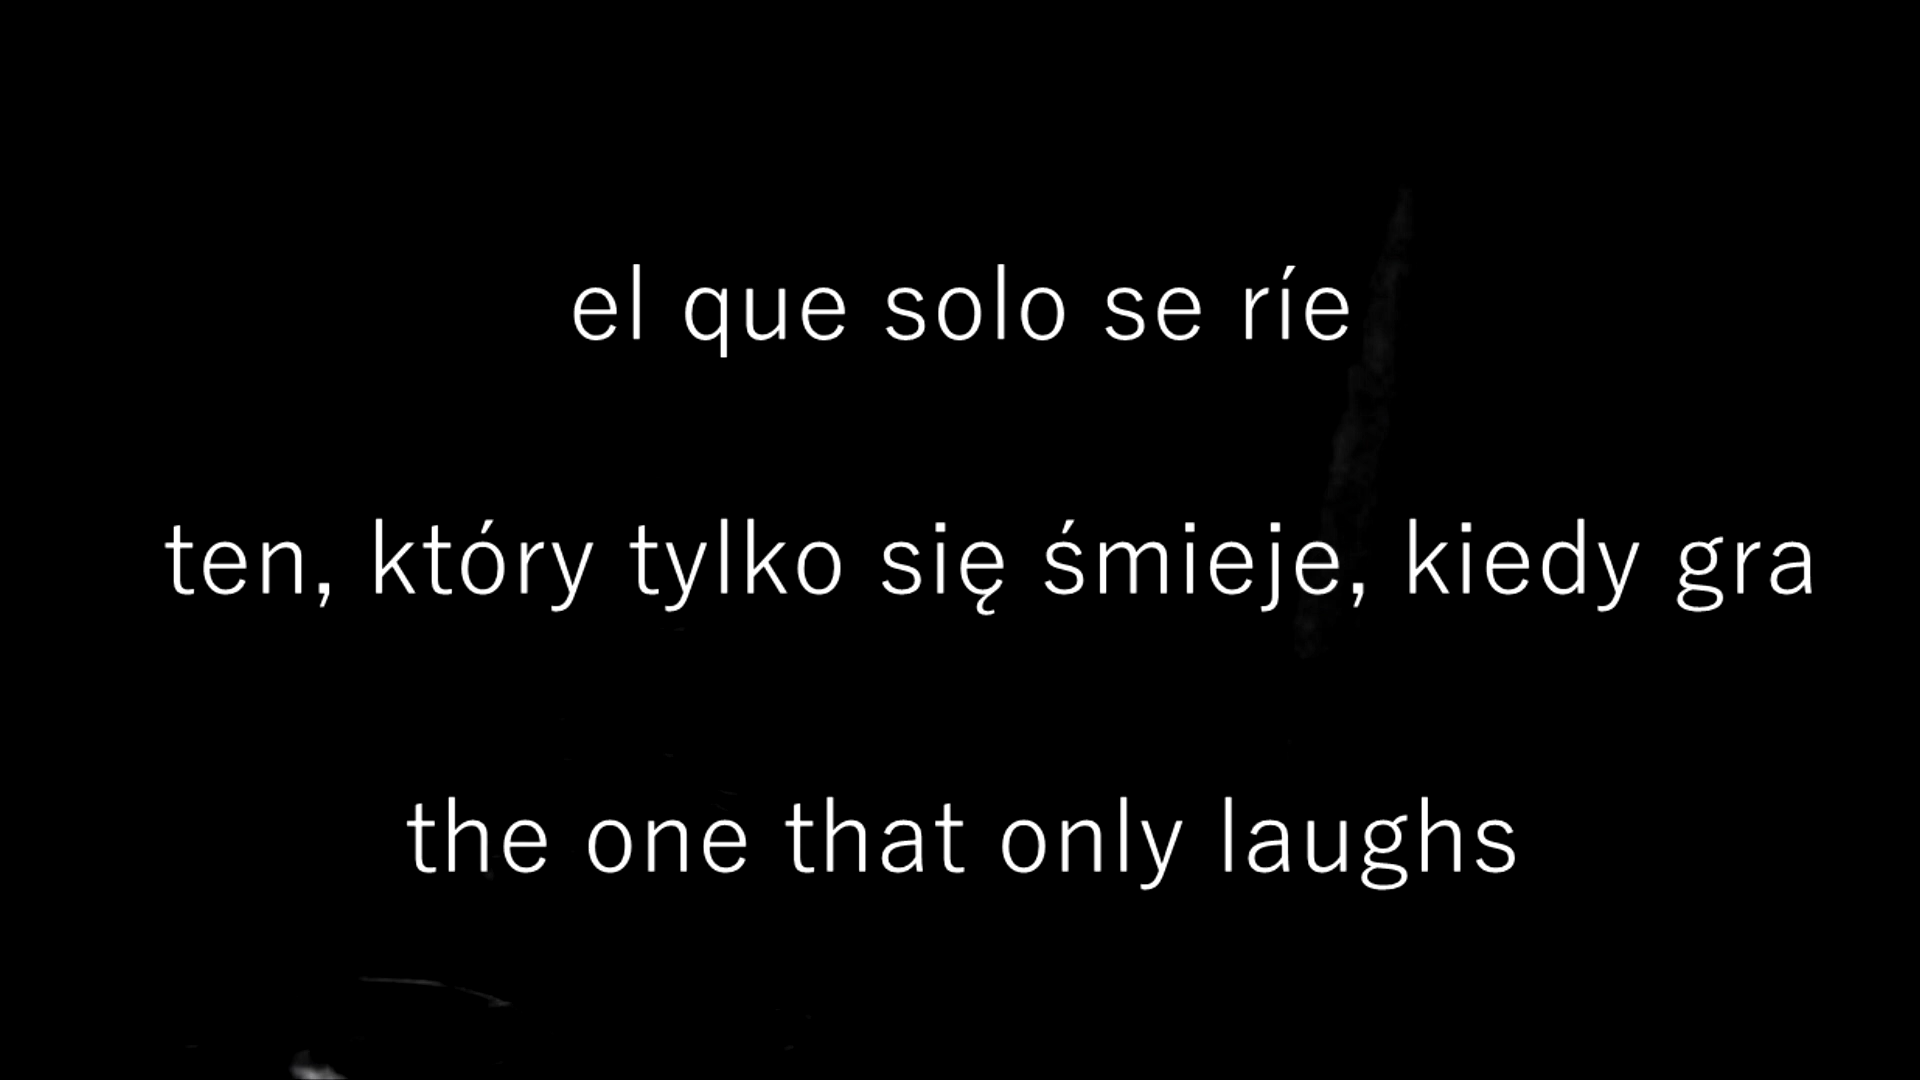 el que solo se ríe
ten, który tylko się śmieje, kiedy gra
the one that only laughs